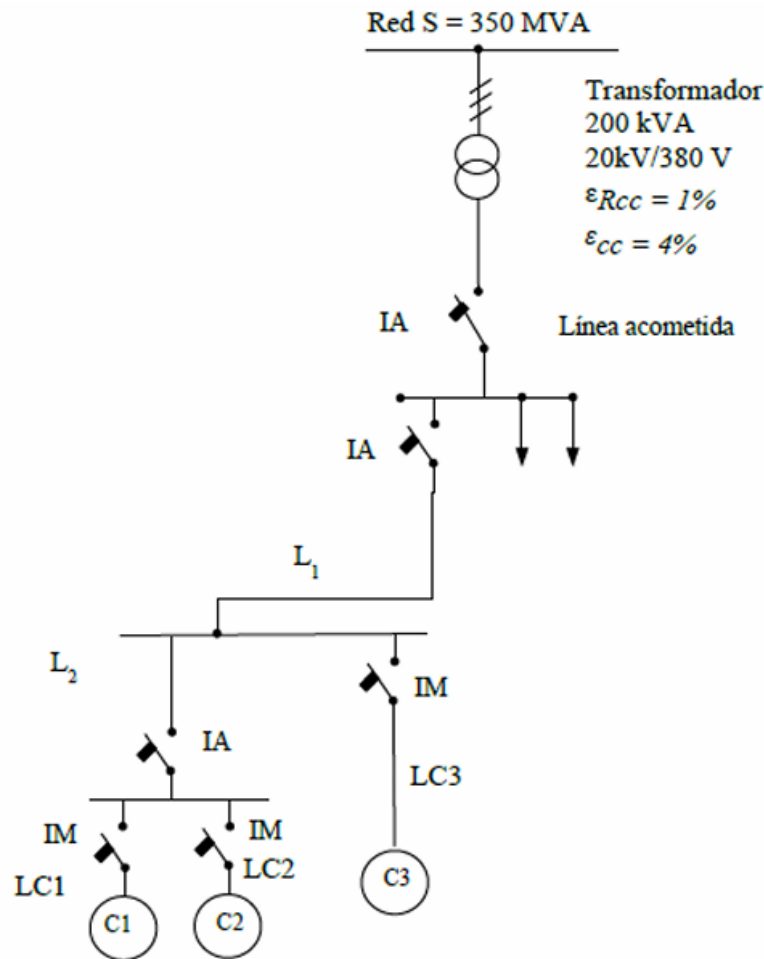 Red S = 350 MVA
Transformador
200 kVA
20kV/380 V
εRcc = 1%
εcc = 4%
IA
Línea acometida
IA
L1
L2
IM
IA
LC3
IM
IM
LC1
LC2
C3
C1
C2